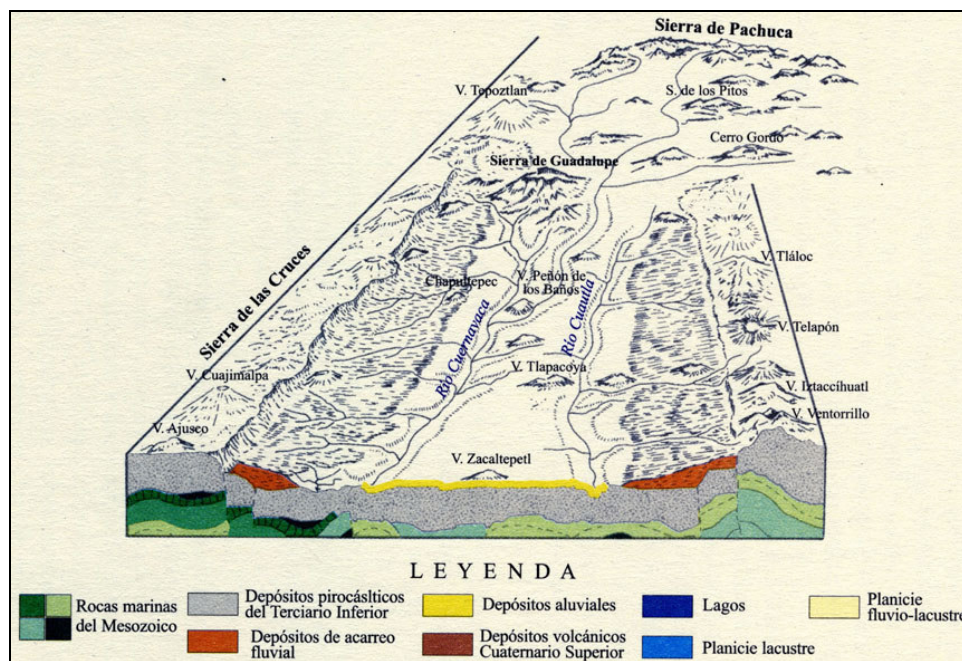 Sierra de Pachuca
V. Tepoztlan
S. de los Pitos
Cerro Gordo
Sierra de Guadalupe
Sierra de las Cruces
V. Tláloc
Chapultepec
V. Peñón de
los Baños
Río Cuernavaca
Río Cuautla
V. Telapón
V. Tlapacoya
V. Cuajimalpa
V. Iztaccíhuatl
V. Ventorrillo
V. Ajusco
V. Zacaltepetl
LEYENDA
Rocas marinas
del Mesozoico
Depósitos pirocáslticos
del Terciario Inferior
Depósitos de acarreo
fluvial
Depósitos aluviales
Depósitos volcánicos
Cuaternario Superior
Lagos
Planicie lacustre
Planicie
fluvio-lacustre